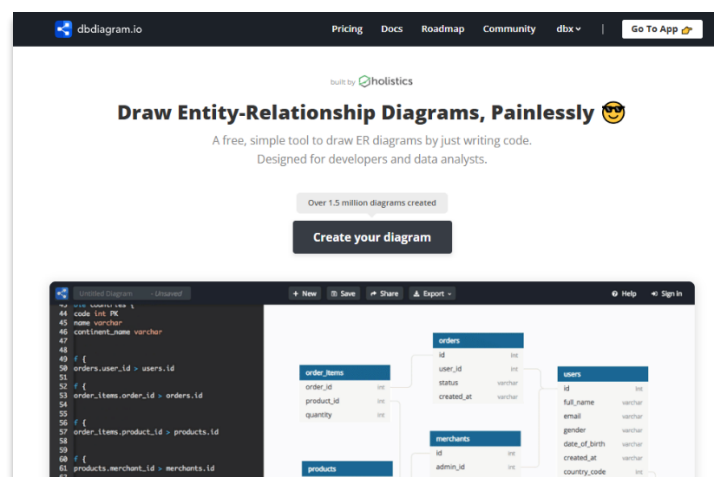 dbdiagram.io Pricing Docs Roadmap Community dbx | Go To App
built by holistics
Draw Entity-Relationship Diagrams, Painlessly 😎
A free, simple tool to draw ER diagrams by just writing code.
Designed for developers and data analysts.
Over 1.5 million diagrams created
Create your diagram
Untitled Diagram - Unsaved + New Save Share Export Help Sign In
44 code int PK
45 name varchar
46 continent_name varchar
47
48
49 f {
50 orders.user_id > users.id
51
52 f {
53 order_items.order_id > orders.id
54
55
56 f {
57 order_items.product_id > products.id
58
59
60 f {
61 products.merchant_id > merchants.id
order_items
order_id int
product_id int
quantity int
products
orders
id int
user_id int
status varchar
created_at varchar
merchants
id int
admin_id int
users
id int
full_name varchar
email varchar
gender varchar
date_of_birth varchar
created_at varchar
country_code int